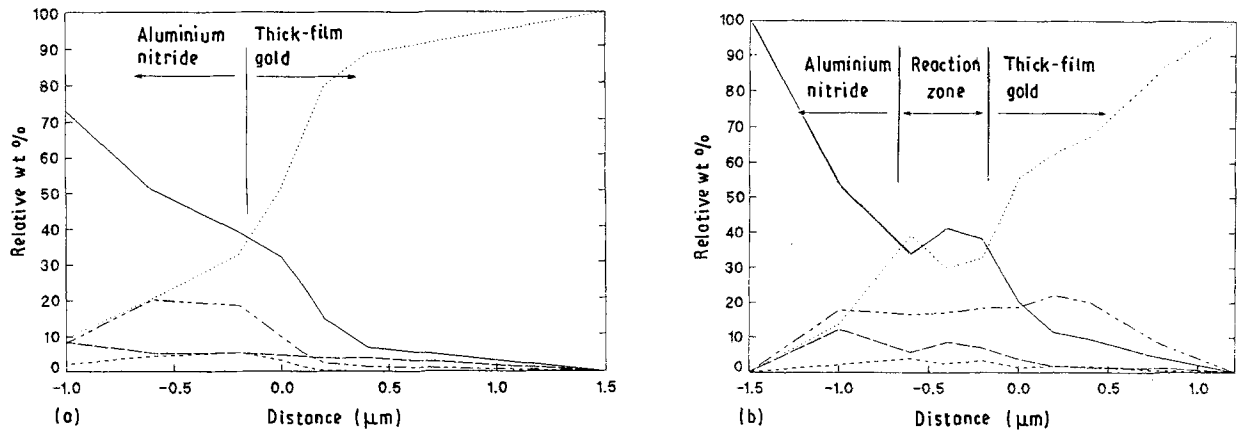 100
90
80
70
60
50
40
30
20
10
0
Relative wt %
Aluminium
nitride
Thick-film
gold
-1.0
-0.5
0.0
0.5
1.0
1.5
(a)
Distance (µm)
100
90
80
70
60
50
40
30
20
10
0
Relative wt %
Aluminium
nitride
Reaction
zone
Thick-film
gold
-1.5
-1.0
-0.5
0.0
0.5
1.0
(b)
Distance (µm)